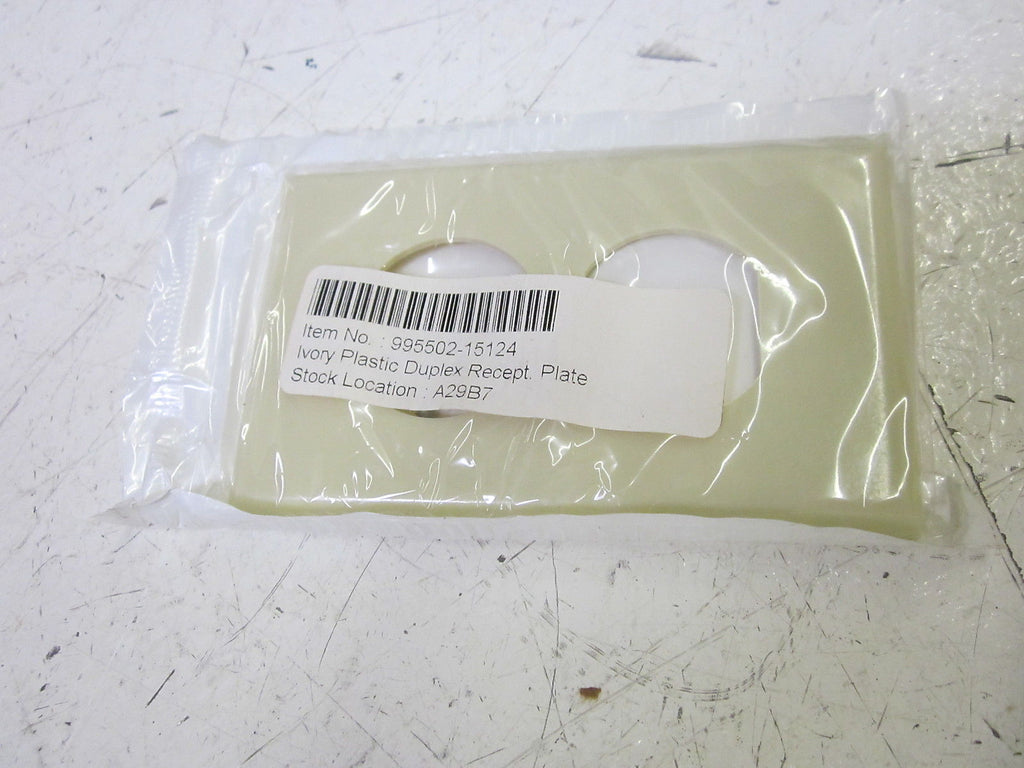 Item No. : 995502-15124
Ivory Plastic Duplex Recept. Plate
Stock Location : A29B7